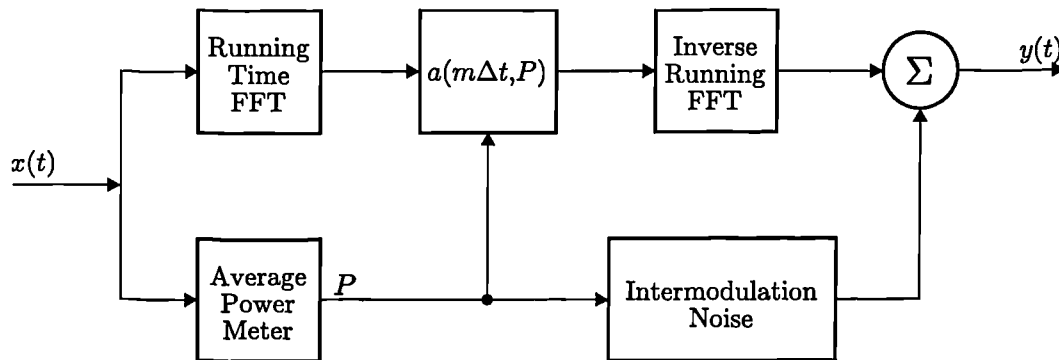 Running
Time
FFT
a(mΔt,P)
Inverse
Running
FFT
Σ
y(t)
x(t)
Average
Power
Meter
P
Intermodulation
Noise